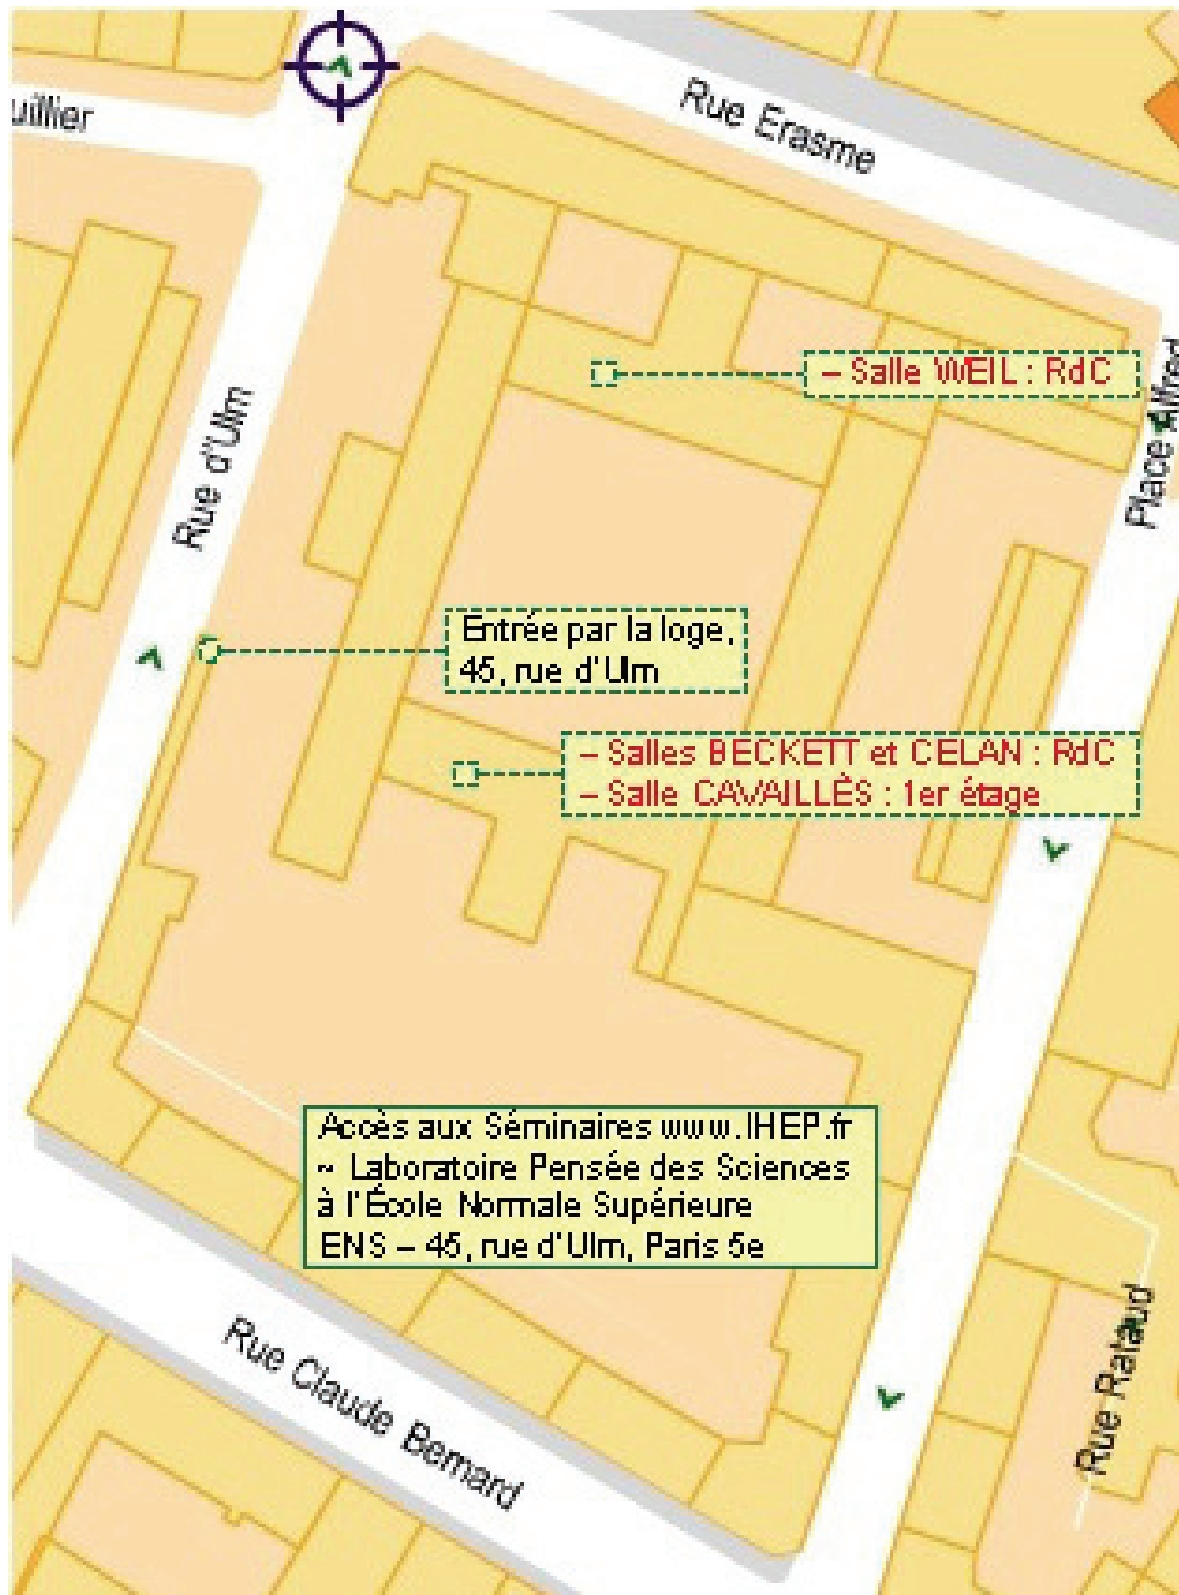 Rue Erasme
uillier
– Salle WEIL : RdC
Place Alfred
Rue d'Ulm
Entrée par la loge,
45, rue d'Ulm
– Salles BECKETT et CELAN : RdC
– Salle CAVAILLÈS : 1er étage
Accès aux Séminaires www.IHEP.fr
~ Laboratoire Pensée des Sciences
à l'École Normale Supérieure
ENS – 45, rue d'Ulm, Paris 5e
Rue Claude Bernard
Rue Rataud